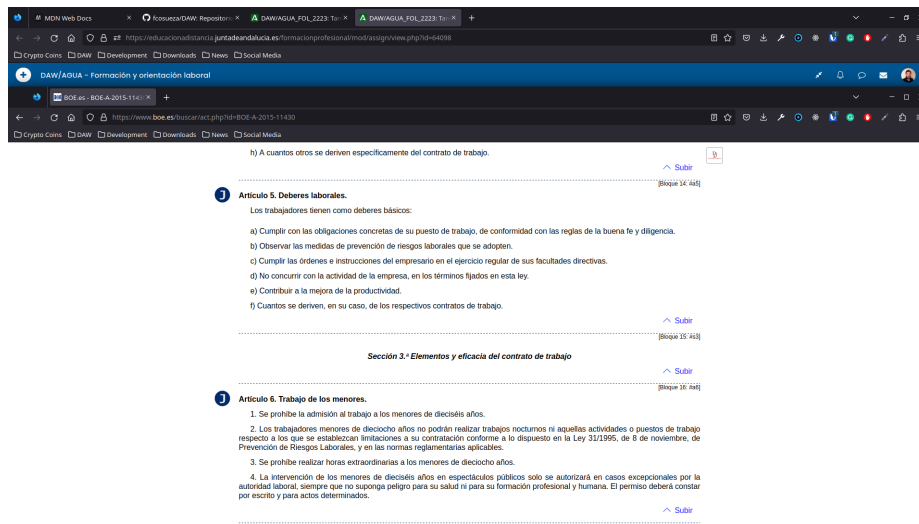 MDN Web Docs
fcosueza/DAW: Repositori
DAW/AGUA_FOL_2223: Tar
DAW/AGUA_FOL_2223: Tar
https://educacionadistancia.juntadeandalucia.es/formacionprofesional/mod/assign/view.php?id=64098
Crypto Coins DAW Development Downloads News Social Media
DAW/AGUA - Formación y orientación laboral
BOE.es - BOE-A-2015-1143
https://www.boe.es/buscar/act.php?id=BOE-A-2015-11430
Crypto Coins DAW Development Downloads News Social Media
h) A cuantos otros se deriven específicamente del contrato de trabajo.
Subir
[Bloque 14: #a5]
Artículo 5. Deberes laborales.
Los trabajadores tienen como deberes básicos:
a) Cumplir con las obligaciones concretas de su puesto de trabajo, de conformidad con las reglas de la buena fe y diligencia.
b) Observar las medidas de prevención de riesgos laborales que se adopten.
c) Cumplir las órdenes e instrucciones del empresario en el ejercicio regular de sus facultades directivas.
d) No concurrir con la actividad de la empresa, en los términos fijados en esta ley.
e) Contribuir a la mejora de la productividad.
f) Cuantos se deriven, en su caso, de los respectivos contratos de trabajo.
Subir
[Bloque 15: #s3]
Sección 3.ª Elementos y eficacia del contrato de trabajo
Subir
[Bloque 16: #a6]
Artículo 6. Trabajo de los menores.
1. Se prohíbe la admisión al trabajo a los menores de dieciséis años.
2. Los trabajadores menores de dieciocho años no podrán realizar trabajos nocturnos ni aquellas actividades o puestos de trabajo
respecto a los que se establezcan limitaciones a su contratación conforme a lo dispuesto en la Ley 31/1995, de 8 de noviembre, de
Prevención de Riesgos Laborales, y en las normas reglamentarias aplicables.
3. Se prohíbe realizar horas extraordinarias a los menores de dieciocho años.
4. La intervención de los menores de dieciséis años en espectáculos públicos solo se autorizará en casos excepcionales por la
autoridad laboral, siempre que no suponga peligro para su salud ni para su formación profesional y humana. El permiso deberá constar
por escrito y para actos determinados.
Subir